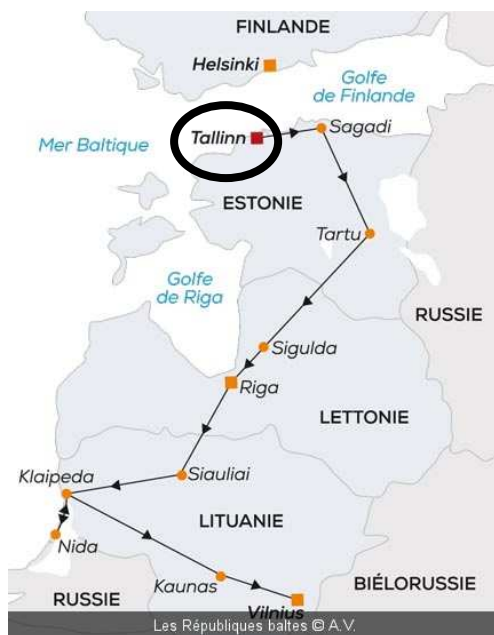 FINLANDE
Helsinki
Golfe
de Finlande
Mer Baltique
Tallinn
Sagadi
ESTONIE
Tartu
Golfe
de Riga
RUSSIE
Sigulda
Riga
LETTONIE
Klaipeda
Siauliai
LITUANIE
Nida
Kaunas
BIÉLORUSSIE
RUSSIE
Vilnius
Les Républiques baltes © A.V.